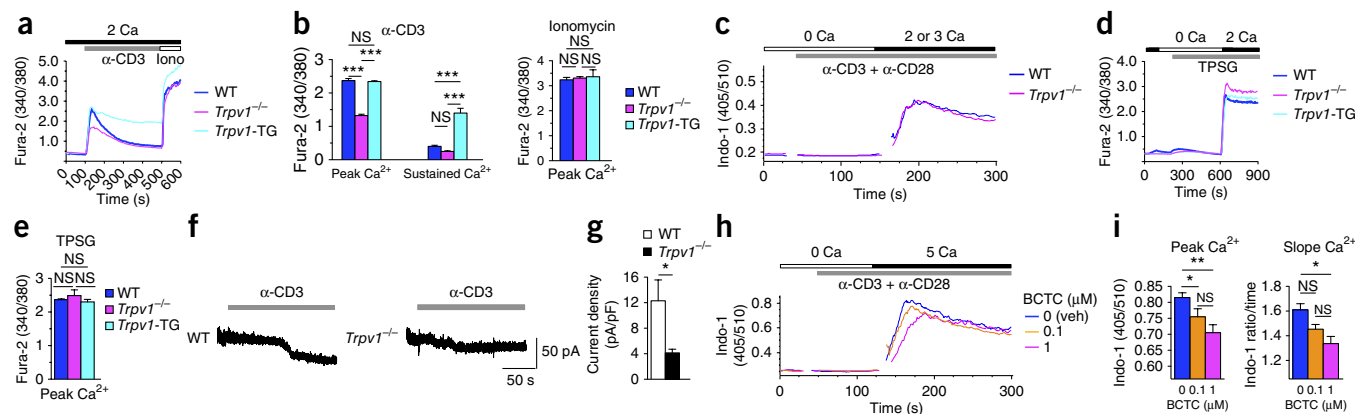 a
2 Ca
α-CD3
Iono
Fura-2 (340/380)
5.0
4.0
3.0
2.0
1.0
0
100
200
300
400
500
600
Time (s)
WT
Trpv1–/–
Trpv1-TG
b
α-CD3
NS
***
***
***
***
NS
Fura-2 (340/380)
3
2
1
0
Peak Ca2+
Sustained Ca2+
Ionomycin
NS
NS
NS
4
3
2
1
0
Peak Ca2+
WT
Trpv1–/–
Trpv1-TG
c
0 Ca
2 or 3 Ca
α-CD3 + α-CD28
Indo-1 (405/510)
0.5
0.4
0.3
0.2
0
100
200
300
Time (s)
WT
Trpv1–/–
d
0 Ca
2 Ca
TPSG
Fura-2 (340/380)
4.0
3.0
2.0
1.0
0
300
600
900
Time (s)
WT
Trpv1–/–
Trpv1-TG
e
TPSG
NS
NS
NS
Fura-2 (340/380)
3
2
1
0
Peak Ca2+
WT
Trpv1–/–
Trpv1-TG
f
α-CD3
WT
α-CD3
Trpv1–/–
50 pA
50 s
g
WT
Trpv1–/–
*
Current density (pA/pF)
16
12
8
4
0
h
0 Ca
5 Ca
α-CD3 + α-CD28
Indo-1
(405/510)
0.8
0.6
0.4
0
100
200
300
Time (s)
BCTC (μM)
0 (veh)
0.1
1
i
Peak Ca2+
**
*
NS
Indo-1 (405/510)
0.85
0.80
0.75
0.70
0.65
0.60
0 0.1 1
BCTC (μM)
Slope Ca2+
*
NS
NS
Indo-1 ratio/time
1.8
1.6
1.4
1.2
0 0.1 1
BCTC (μM)